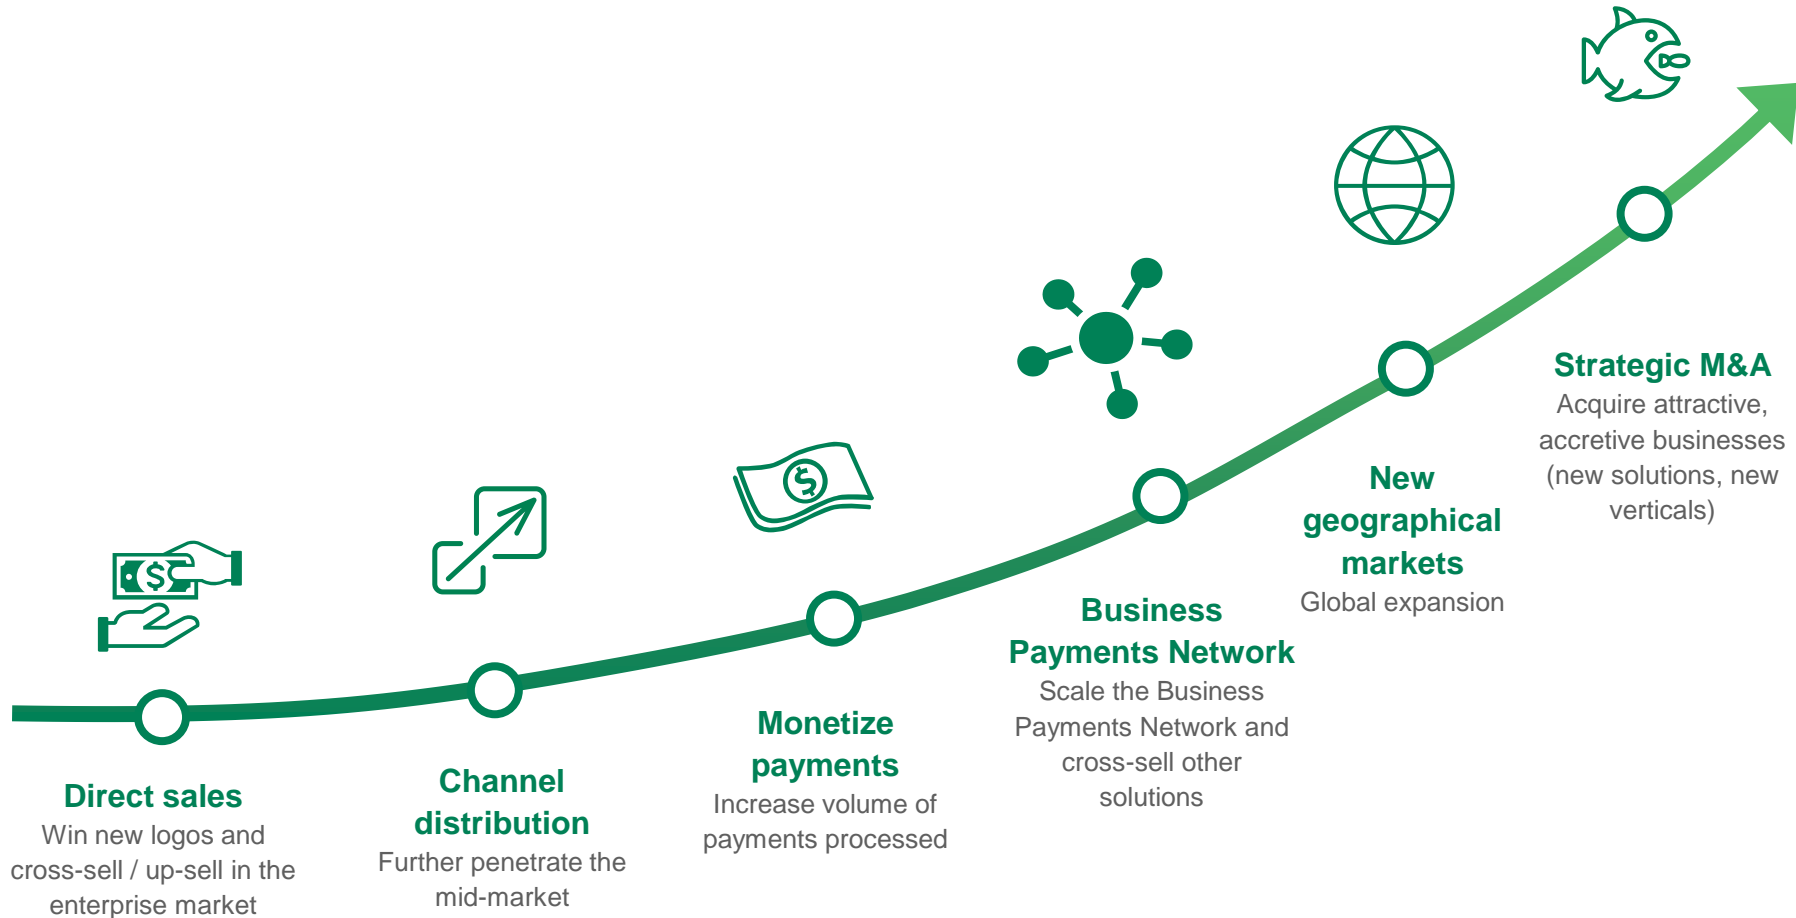 Direct sales
Win new logos and
cross-sell / up-sell in the
enterprise market
Channel
distribution
Further penetrate the
mid-market
Monetize
payments
Increase volume of
payments processed
Business
Payments Network
Scale the Business
Payments Network and
cross-sell other
solutions
New
geographical
markets
Global expansion
Strategic M&A
Acquire attractive,
accretive businesses
(new solutions, new
verticals)
$
$